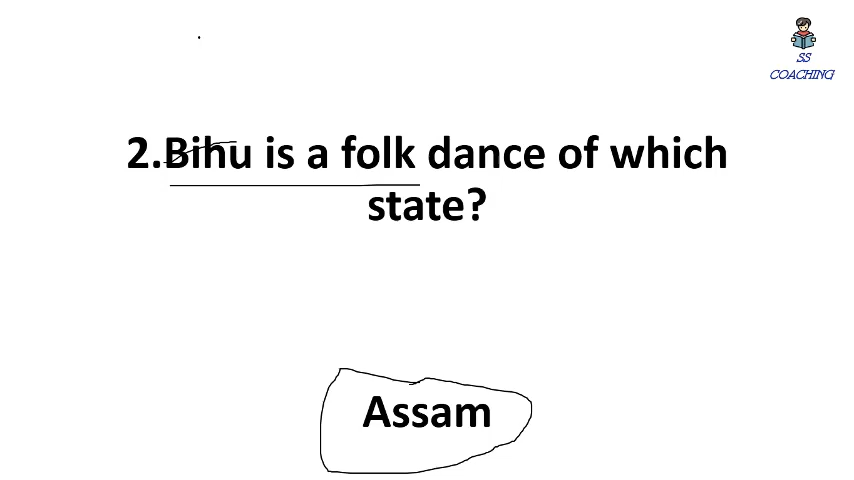 SS
COACHING
2.Bihu is a folk dance of which
state?
Assam